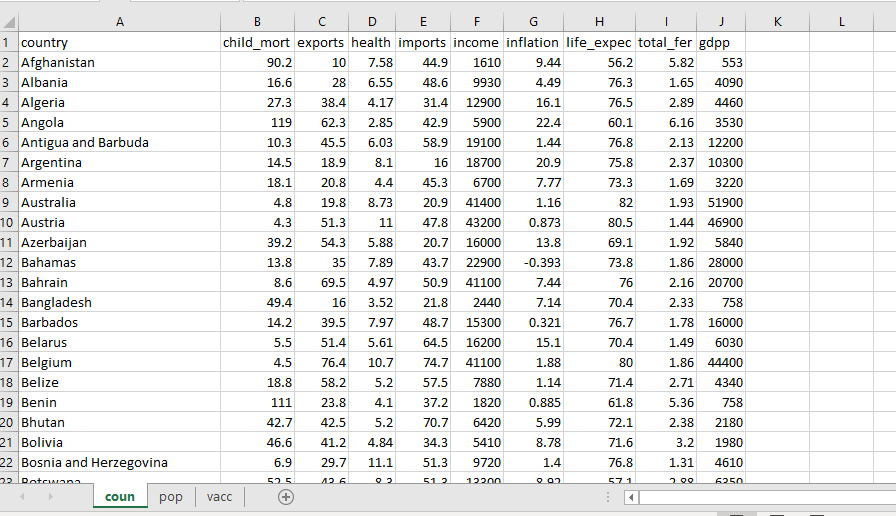 A B C D E F G H I J K L
1 country child_mort exports health imports income inflation life_expec total_fer gdpp
2 Afghanistan 90.2 10 7.58 44.9 1610 9.44 56.2 5.82 553
3 Albania 16.6 28 6.55 48.6 9930 4.49 76.3 1.65 4090
4 Algeria 27.3 38.4 4.17 31.4 12900 16.1 76.5 2.89 4460
5 Angola 119 62.3 2.85 42.9 5900 22.4 60.1 6.16 3530
6 Antigua and Barbuda 10.3 45.5 6.03 58.9 19100 1.44 76.8 2.13 12200
7 Argentina 14.5 18.9 8.1 16 18700 20.9 75.8 2.37 10300
8 Armenia 18.1 20.8 4.4 45.3 6700 7.77 73.3 1.69 3220
9 Australia 4.8 19.8 8.73 20.9 41400 1.16 82 1.93 51900
10 Austria 4.3 51.3 11 47.8 43200 0.873 80.5 1.44 46900
11 Azerbaijan 39.2 54.3 5.88 20.7 16000 13.8 69.1 1.92 5840
12 Bahamas 13.8 35 7.89 43.7 22900 -0.393 73.8 1.86 28000
13 Bahrain 8.6 69.5 4.97 50.9 41100 7.44 76 2.16 20700
14 Bangladesh 49.4 16 3.52 21.8 2440 7.14 70.4 2.33 758
15 Barbados 14.2 39.5 7.97 48.7 15300 0.321 76.7 1.78 16000
16 Belarus 5.5 51.4 5.61 64.5 16200 15.1 70.4 1.49 6030
17 Belgium 4.5 76.4 10.7 74.7 41100 1.88 80 1.86 44400
18 Belize 18.8 58.2 5.2 57.5 7880 1.14 71.4 2.71 4340
19 Benin 111 23.8 4.1 37.2 1820 0.885 61.8 5.36 758
20 Bhutan 42.7 42.5 5.2 70.7 6420 5.99 72.1 2.38 2180
21 Bolivia 46.6 41.2 4.84 34.3 5410 8.78 71.6 3.2 1980
22 Bosnia and Herzegovina 6.9 29.7 11.1 51.3 9720 1.4 76.8 1.31 4610
23 Botswana 52.5 43.6 8.3 51.3 13300 8.92 57.1 2.88 6350
coun pop vacc